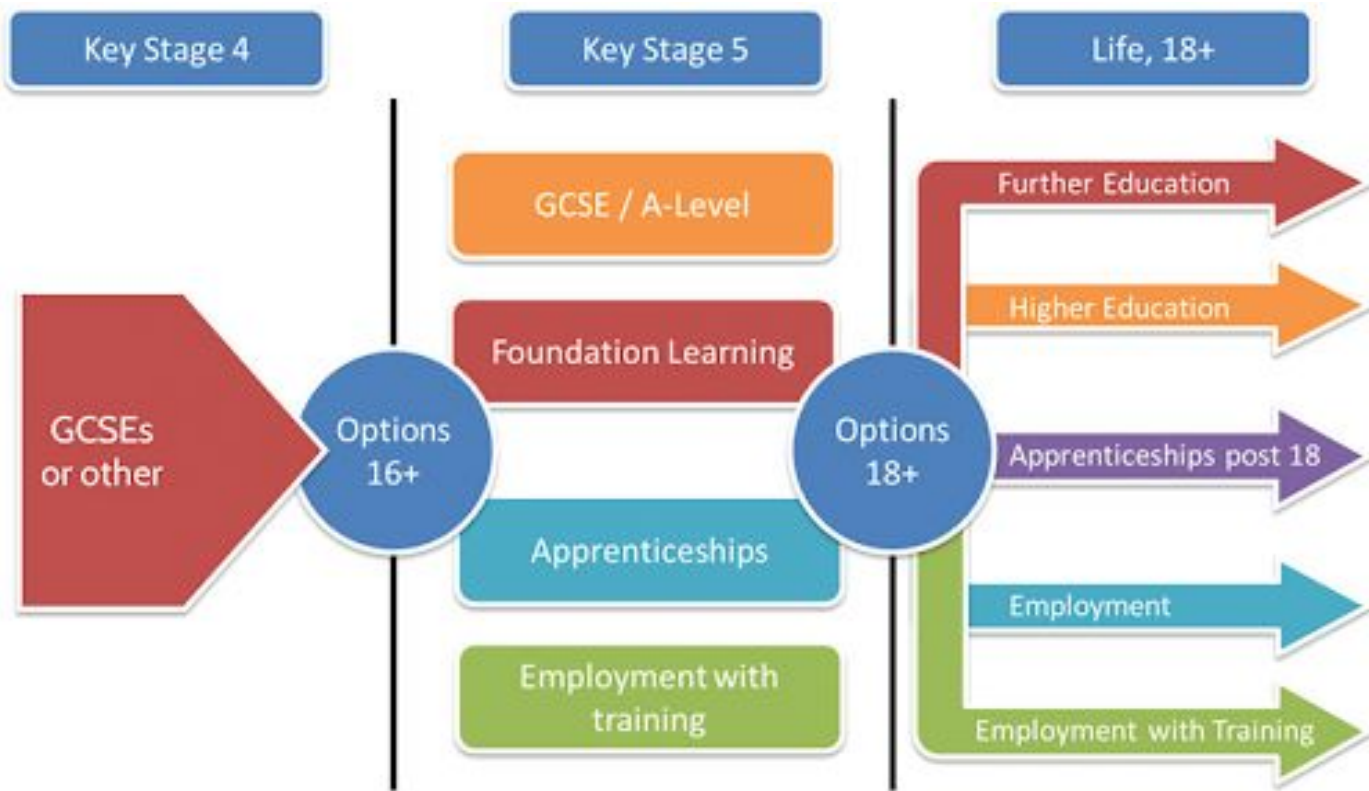 Key Stage 4
Key Stage 5
Life, 18+
GCSEs
or other
Options
16+
GCSE / A-Level
Foundation Learning
Apprenticeships
Employment with
training
Options
18+
Further Education
Higher Education
Apprenticeships post 18
Employment
Employment with Training